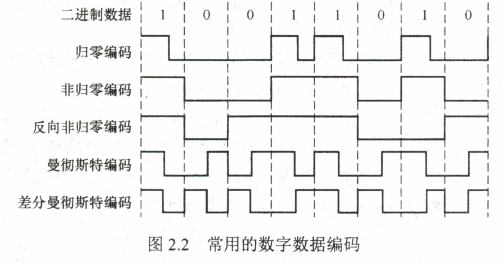 二进制数据 1 0 0 1 1 0 1 0
归零编码
非归零编码
反向非归零编码
曼彻斯特编码
差分曼彻斯特编码
图 2.2 常用的数字数据编码